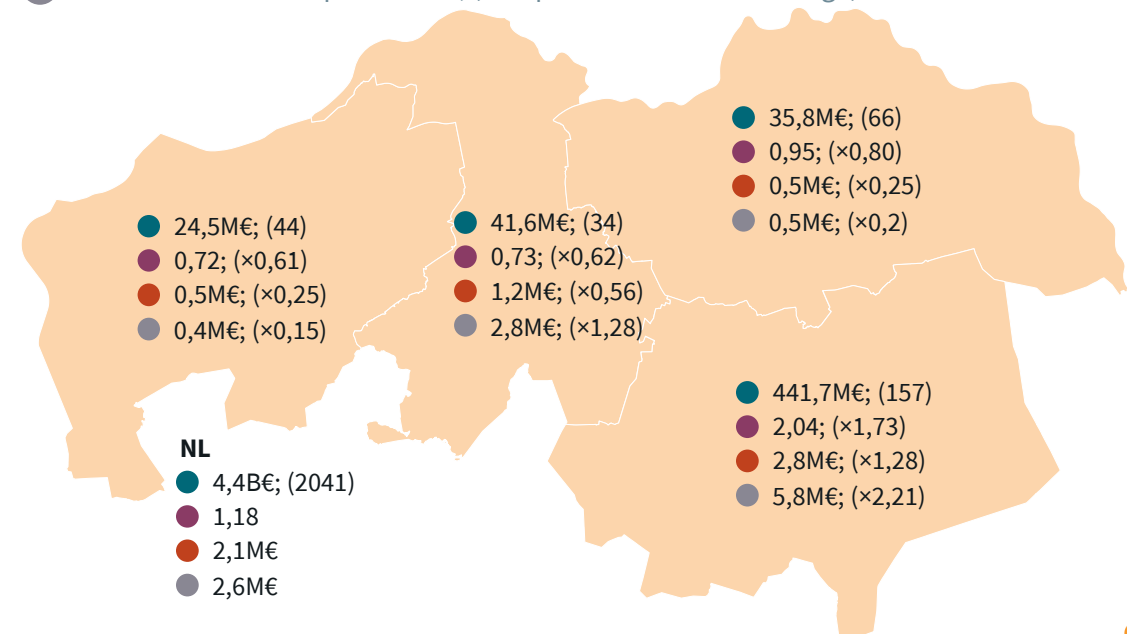 35,8M€; (66)
0,95; (×0,80)
0,5M€; (×0,25)
0,5M€; (×0,2)
24,5M€; (44)
0,72; (×0,61)
0,5M€; (×0,25)
0,4M€; (×0,15)
41,6M€; (34)
0,73; (×0,62)
1,2M€; (×0,56)
2,8M€; (×1,28)
441,7M€; (157)
2,04; (×1,73)
2,8M€; (×1,28)
5,8M€; (×2,21)
NL
4,4B€; (2041)
1,18
2,1M€
2,6M€